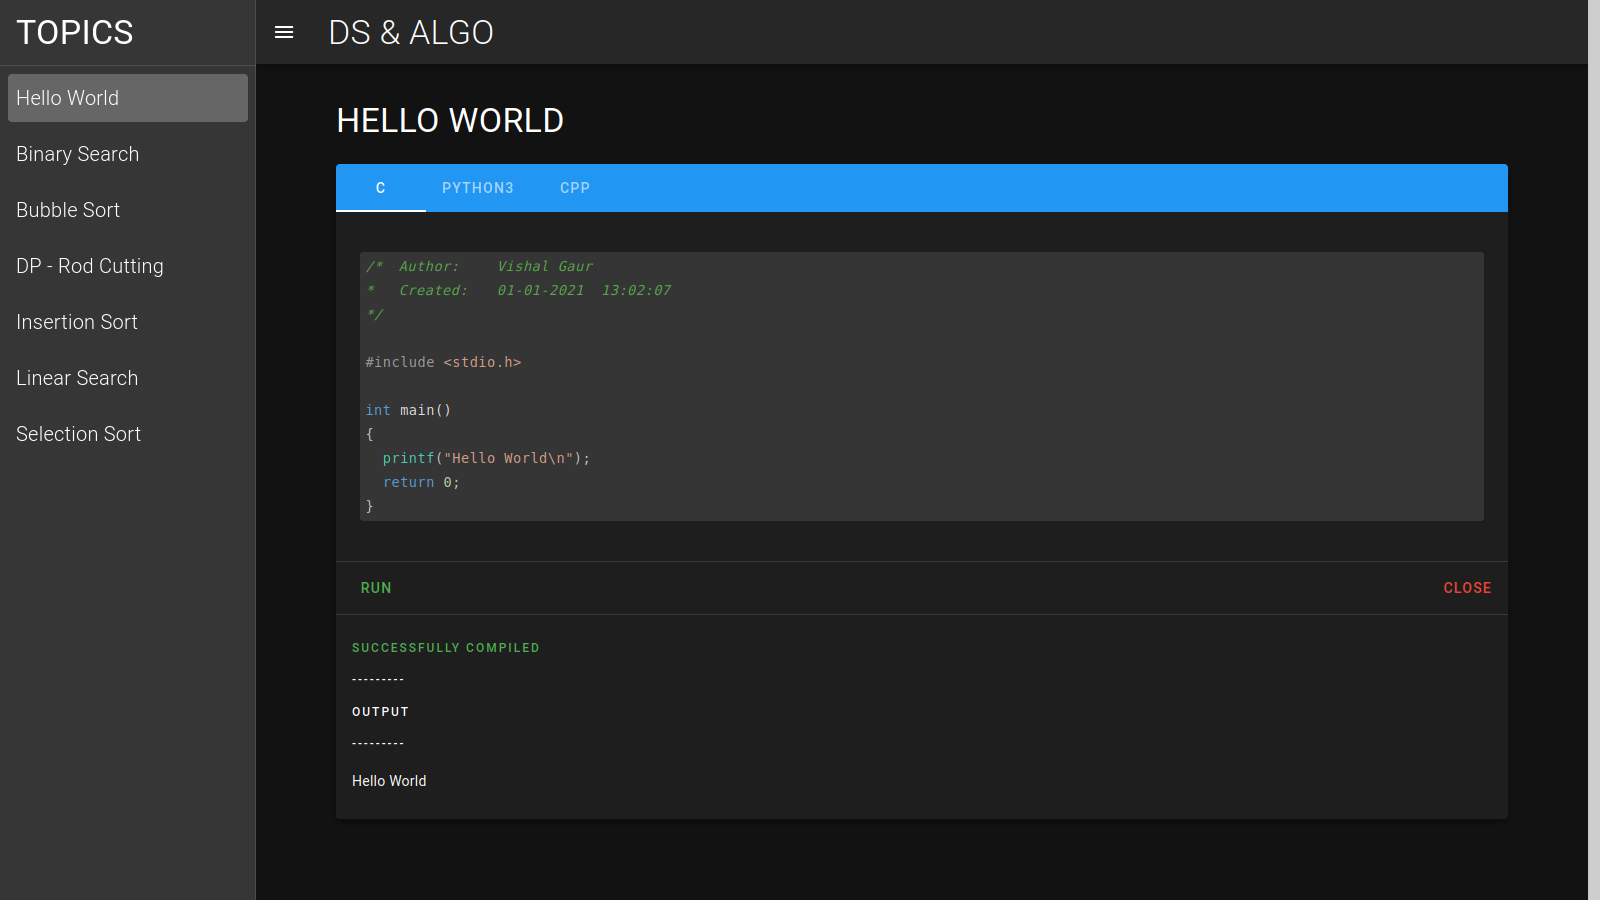 TOPICS
Hello World
Binary Search
Bubble Sort
DP - Rod Cutting
Insertion Sort
Linear Search
Selection Sort
DS & ALGO
HELLO WORLD
C PYTHON3 CPP
/*  Author:    Vishal Gaur
*   Created:   01-01-2021  13:02:07
*/
#include <stdio.h>
int main()
{
  printf("Hello World\n");
  return 0;
}
RUN CLOSE
SUCCESSFULLY COMPILED
---------
OUTPUT
---------
Hello World